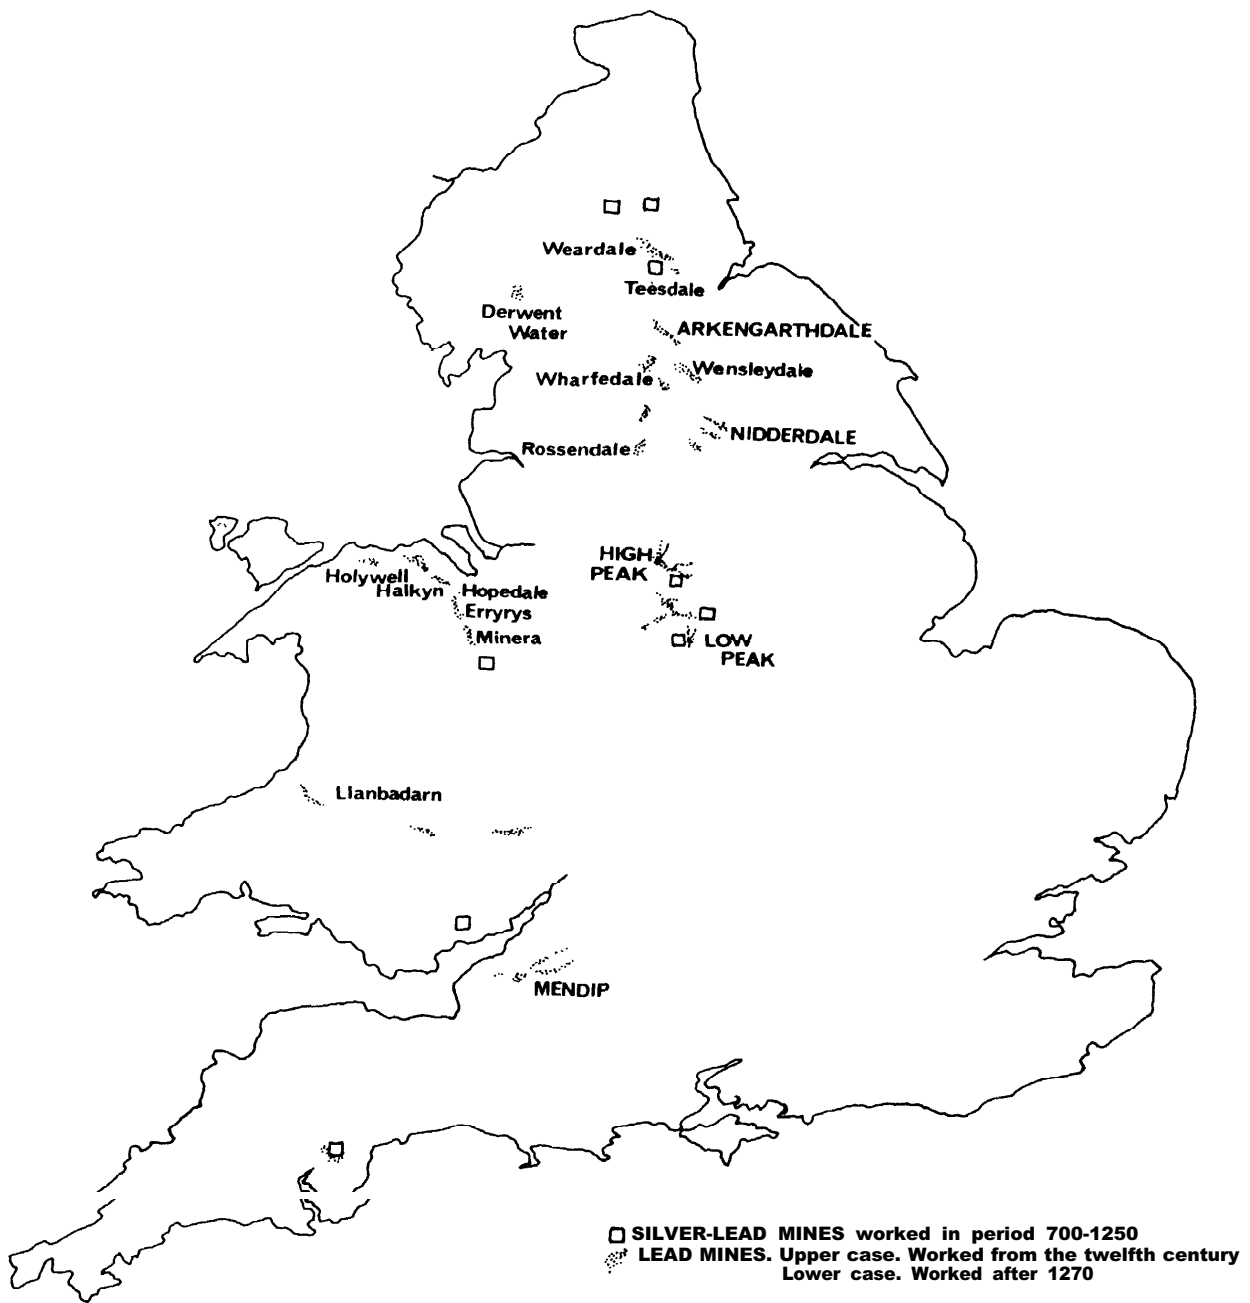 Weardale
Teesdale
Derwent
Water
ARKENGARTHDALE
Wharfedale
Wensleydale
Rossendale
NIDDERDALE
HIGH
PEAK
Holywell
Halkyn
Hopedale
Erryrys
Minera
LOW
PEAK
Llanbadarn
MENDIP
SILVER-LEAD MINES worked in period 700-1250
LEAD MINES. Upper case. Worked from the twelfth century
Lower case. Worked after 1270